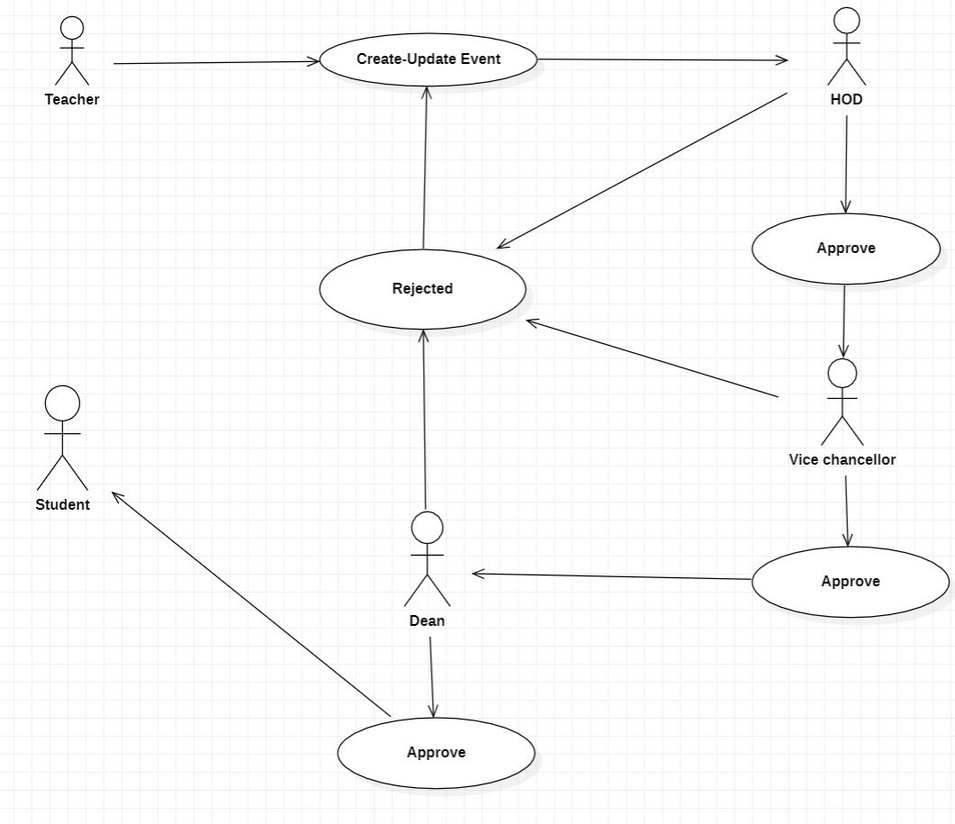 Create-Update Event
Teacher
HOD
Approve
Rejected
Vice chancellor
Student
Approve
Dean
Approve